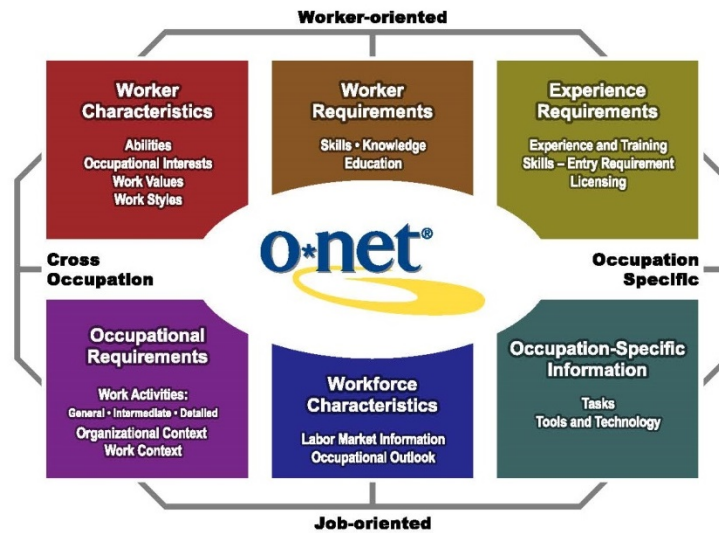 Worker-oriented
Worker
Characteristics
Abilities
Occupational Interests
Work Values
Work Styles
Worker
Requirements
Skills • Knowledge
Education
Experience
Requirements
Experience and Training
Skills – Entry Requirement
Licensing
o*net®
Cross
Occupation
Occupation
Specific
Occupational
Requirements
Work Activities:
General • Intermediate • Detailed
Organizational Context
Work Context
Workforce
Characteristics
Labor Market Information
Occupational Outlook
Occupation-Specific
Information
Tasks
Tools and Technology
Job-oriented